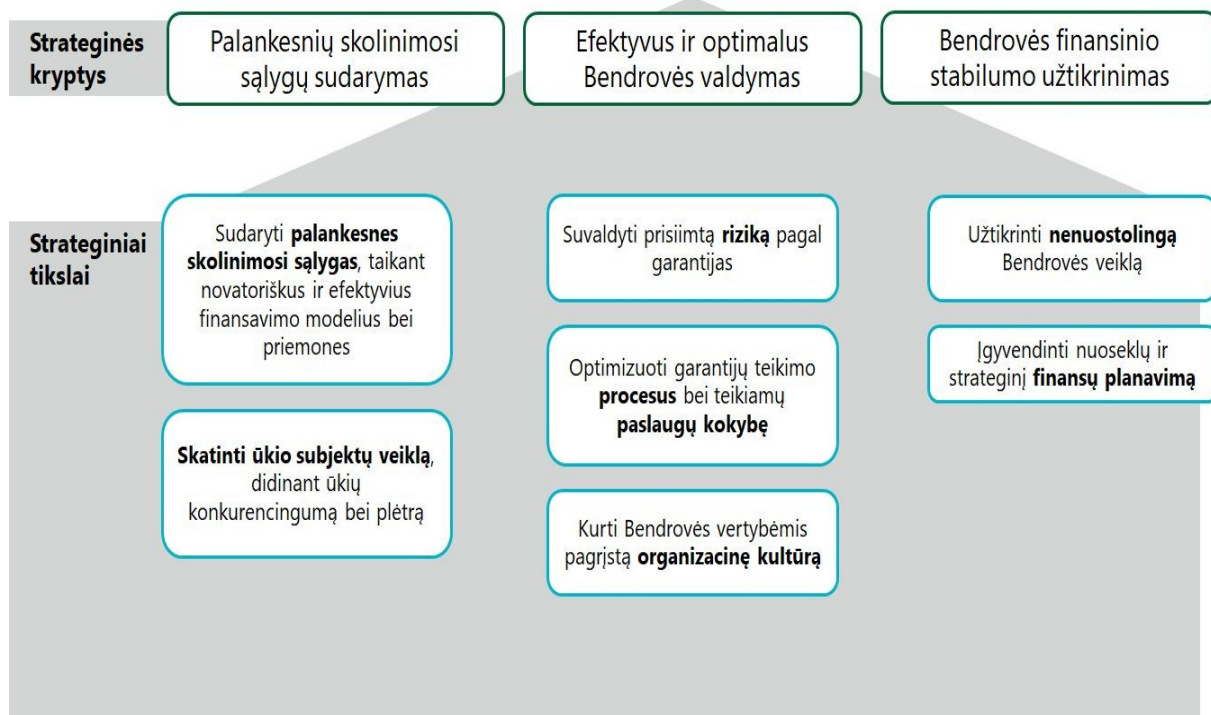 Strateginės
kryptys
Palankesnių skolinimosi
sąlygų sudarymas
Efektyvus ir optimalus
Bendrovės valdymas
Bendrovės finansinio
stabilumo užtikrinimas
Strateginiai
tikslai
Sudaryti palankesnes
skolinimosi sąlygas, taikant
novatoriškus ir efektyvius
finansavimo modelius bei
priemones
Skatinti ūkio subjektų veiklą,
didinant ūkių
konkurencingumą bei plėtrą
Suvaldyti prisiimtą riziką pagal
garantijas
Optimizuoti garantijų teikimo
procesus bei teikiamų
paslaugų kokybę
Kurti Bendrovės vertybėmis
pagrįstą organizacinę kultūrą
Užtikrinti nenuostolingą
Bendrovės veiklą
Įgyvendinti nuoseklų ir
strateginį finansų planavimą